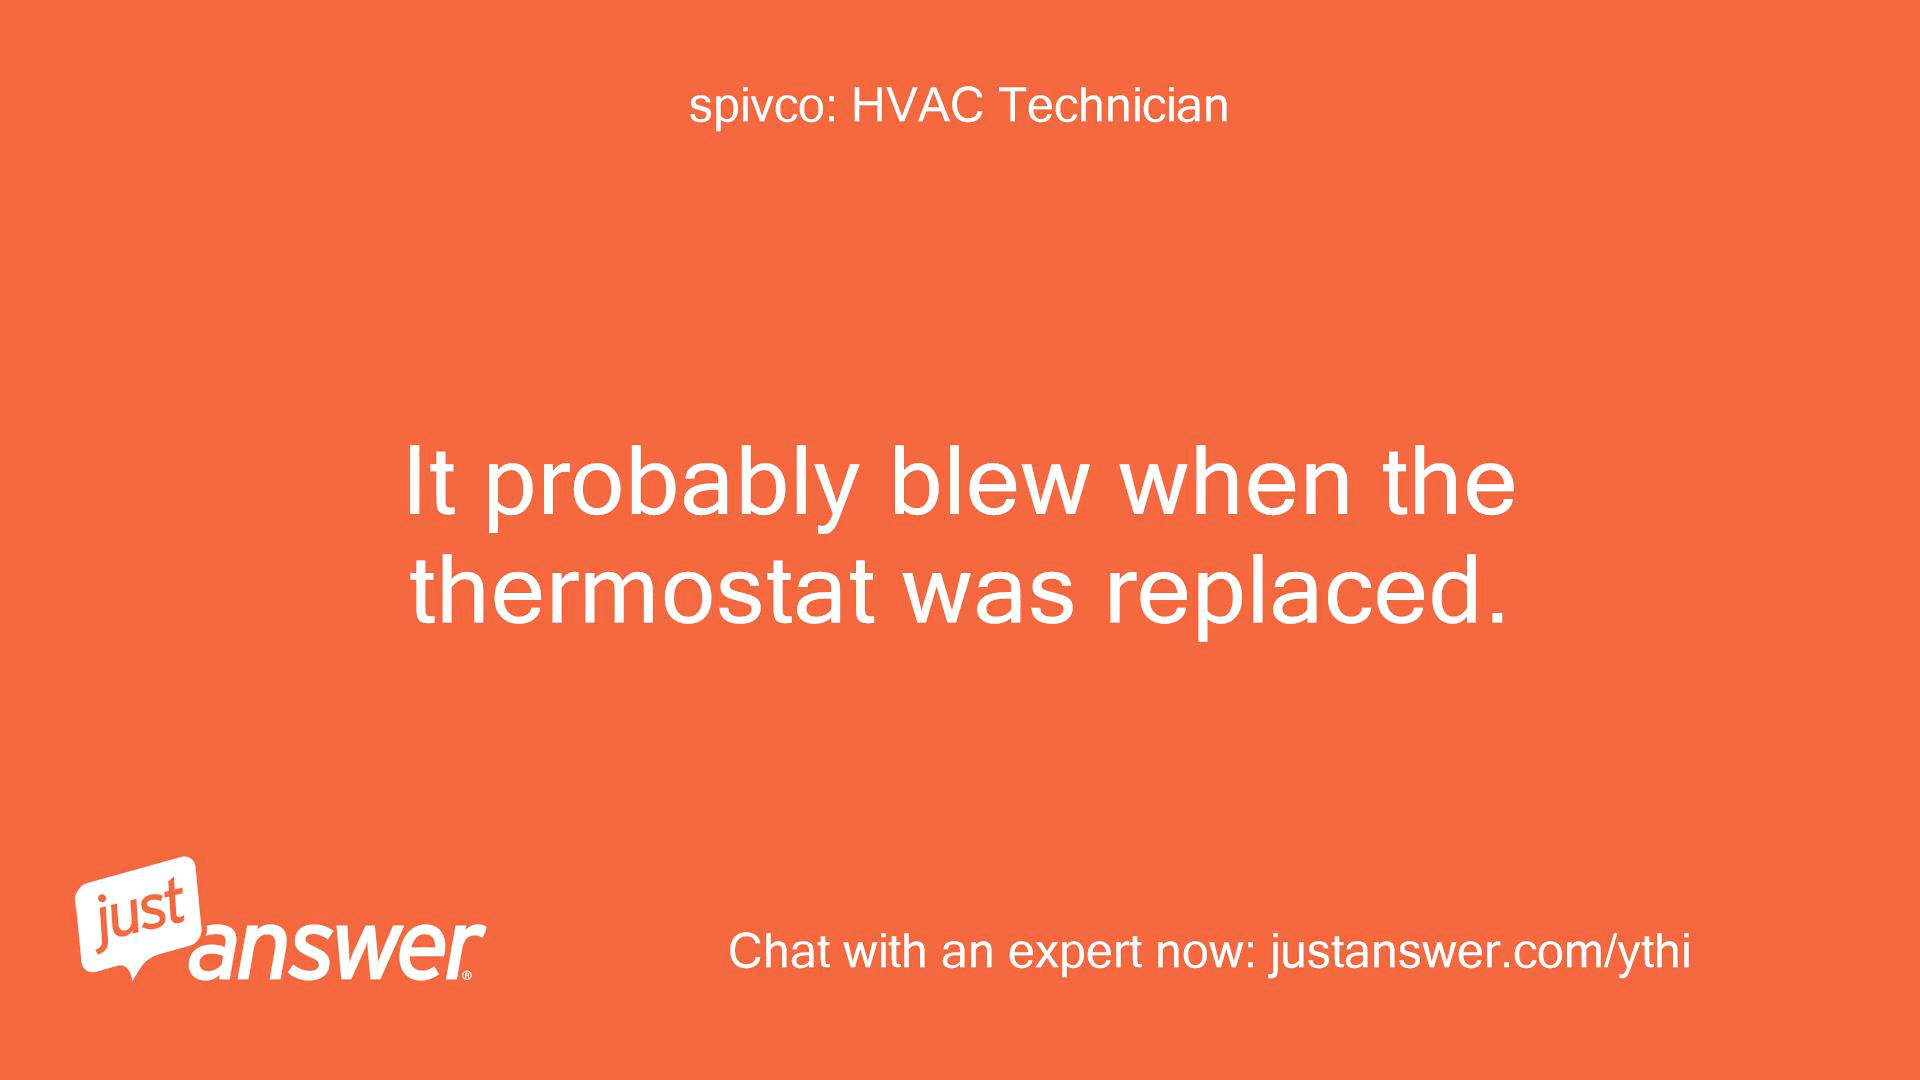 spivco: HVAC Technician
It probably blew when the
thermostat was replaced.
just
answer®
Chat with an expert now: justanswer.com/ythi